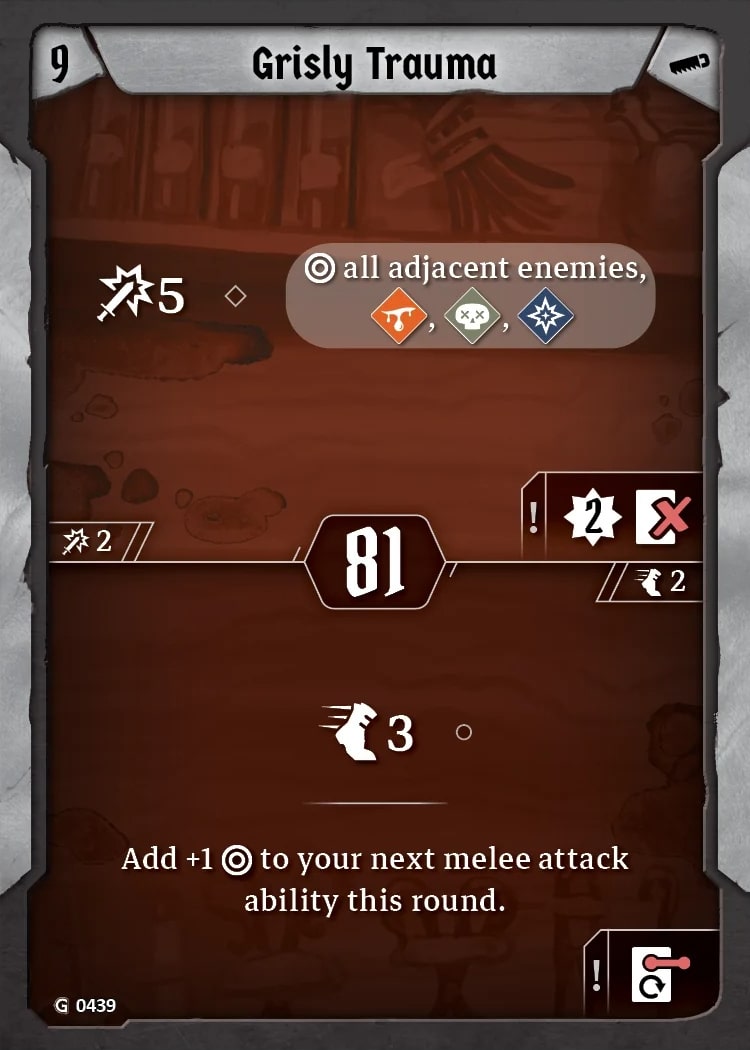 9
Grisly Trauma
5
all adjacent enemies,
, ,
! 2
2
81
2
3
Add +1 to your next melee attack
ability this round.
!
G 0439